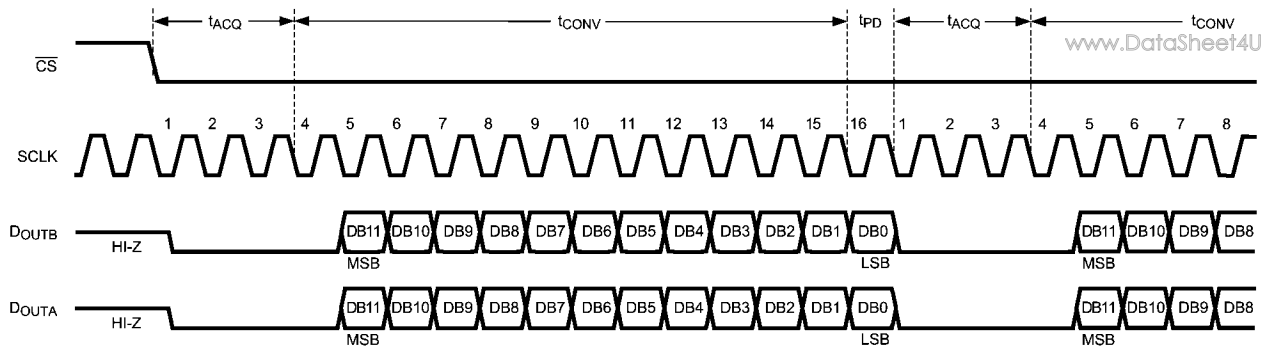 tACQ tCONV tPD tACQ tCONV
www.DataSheet4U
CS
1 2 3 4 5 6 7 8 9 10 11 12 13 14 15 16 1 2 3 4 5 6 7 8
SCLK
DOUTB HI-Z DB11 DB10 DB9 DB8 DB7 DB6 DB5 DB4 DB3 DB2 DB1 DB0 DB11 DB10 DB9 DB8
MSB LSB MSB
DOUTA HI-Z DB11 DB10 DB9 DB8 DB7 DB6 DB5 DB4 DB3 DB2 DB1 DB0 DB11 DB10 DB9 DB8
MSB LSB MSB